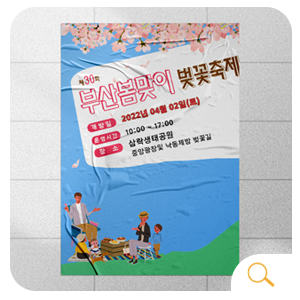 제36회
부산봄맞이 벚꽃축제
개방일 2022년 04월 02일(토)
운영시간 10:00 ~ 17:00
장소 삼락생태공원
중앙광장및 낙동제방 벚꽃길